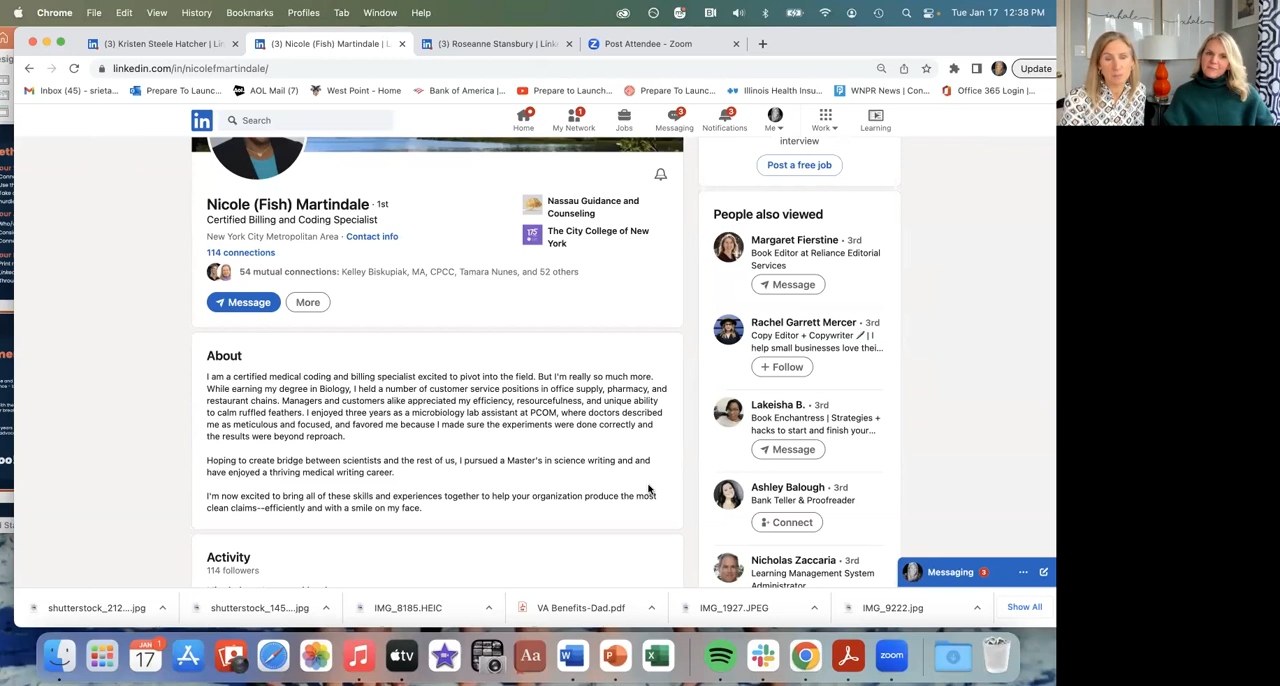 Chrome File Edit View History Bookmarks Profiles Tab Window Help
Tue Jan 17 12:38 PM
(3) Kristen Steele Hatcher | Li
(3) Nicole (Fish) Martindale | L
(3) Roseanne Stansbury | Link
Post Attendee - Zoom
linkedin.com/in/nicolefmartindale/
Update
Inbox (45) - srieta...
Prepare To Launc...
AOL Mail (7)
West Point - Home
Bank of America |...
Prepare to Launch...
Prepare To Launc...
Illinois Health Insu...
WNPR News | Con...
Office 365 Login |...
in
Search
Home
My Network
Jobs
Messaging
Notifications
Me
Work
Learning
interview
Post a free job
Nicole (Fish) Martindale · 1st
Certified Billing and Coding Specialist
New York City Metropolitan Area · Contact info
114 connections
54 mutual connections: Kelley Biskupiak, MA, CPCC, Tamara Nunes, and 52 others
Message
More
Nassau Guidance and
Counseling
The City College of New
York
About
I am a certified medical coding and billing specialist excited to pivot into the field. But I'm really so much more.
While earning my degree in Biology, I held a number of customer service positions in office supply, pharmacy, and
restaurant chains. Managers and customers alike appreciated my efficiency, resourcefulness, and unique ability
to calm ruffled feathers. I enjoyed three years as a microbiology lab assistant at PCOM, where doctors described
me as meticulous and focused, and favored me because I made sure the experiments were done correctly and
the results were beyond reproach.
Hoping to create bridge between scientists and the rest of us, I pursued a Master's in science writing and and
have enjoyed a thriving medical writing career.
I'm now excited to bring all of these skills and experiences together to help your organization produce the most
clean claims--efficiently and with a smile on my face.
Activity
114 followers
People also viewed
Margaret Fierstine · 3rd
Book Editor at Reliance Editorial
Services
Message
Rachel Garrett Mercer · 3rd
Copy Editor + Copywriter | I
help small businesses love thei...
+ Follow
Lakeisha B. · 3rd
Book Enchantress | Strategies +
hacks to start and finish your...
Message
Ashley Balough · 3rd
Bank Teller & Proofreader
Connect
Nicholas Zaccaria · 3rd
Learning Management System
Administrator
Messaging 3
shutterstock_212....jpg
shutterstock_145....jpg
IMG_8185.HEIC
VA Benefits-Dad.pdf
IMG_1927.JPEG
IMG_9222.jpg
Show All
JAN
17
tv
Aa
W
P
X
zoom
inhale
exhale